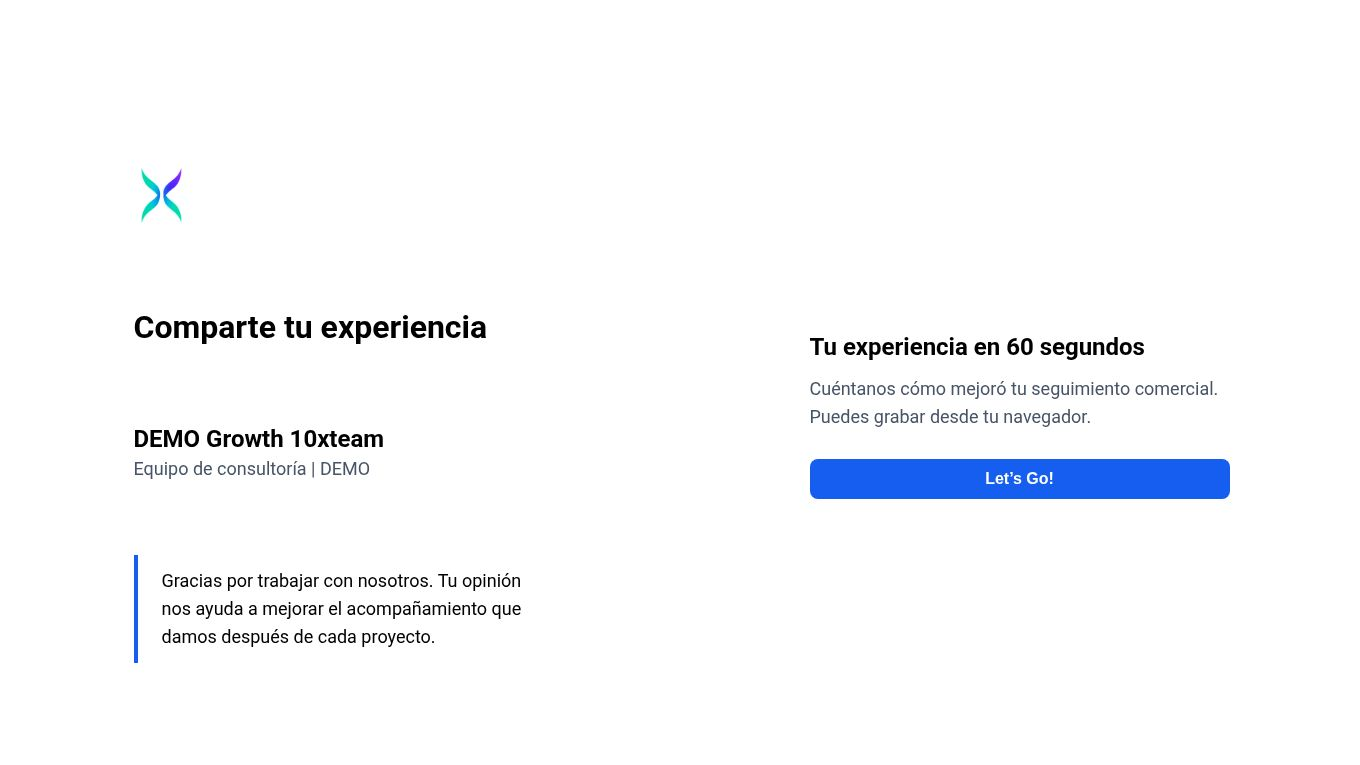 Comparte tu experiencia
DEMO Growth 10xteam
Equipo de consultoría | DEMO
Gracias por trabajar con nosotros. Tu opinión
nos ayuda a mejorar el acompañamiento que
damos después de cada proyecto.
Tu experiencia en 60 segundos
Cuéntanos cómo mejoró tu seguimiento comercial.
Puedes grabar desde tu navegador.
Let’s Go!